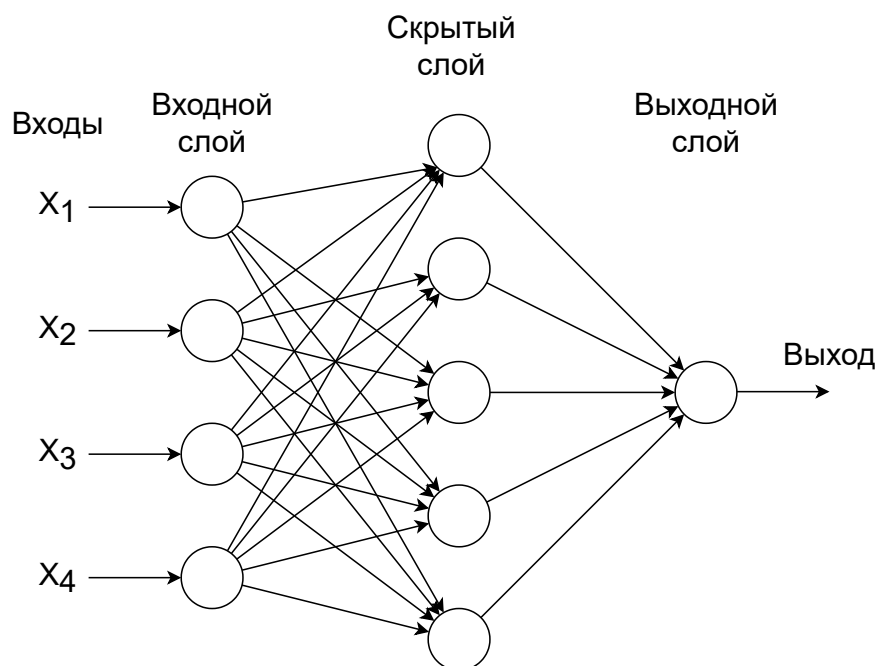 Скрытый
слой
Входной
слой
Выходной
слой
Входы
X1
X2
X3
X4
Выход